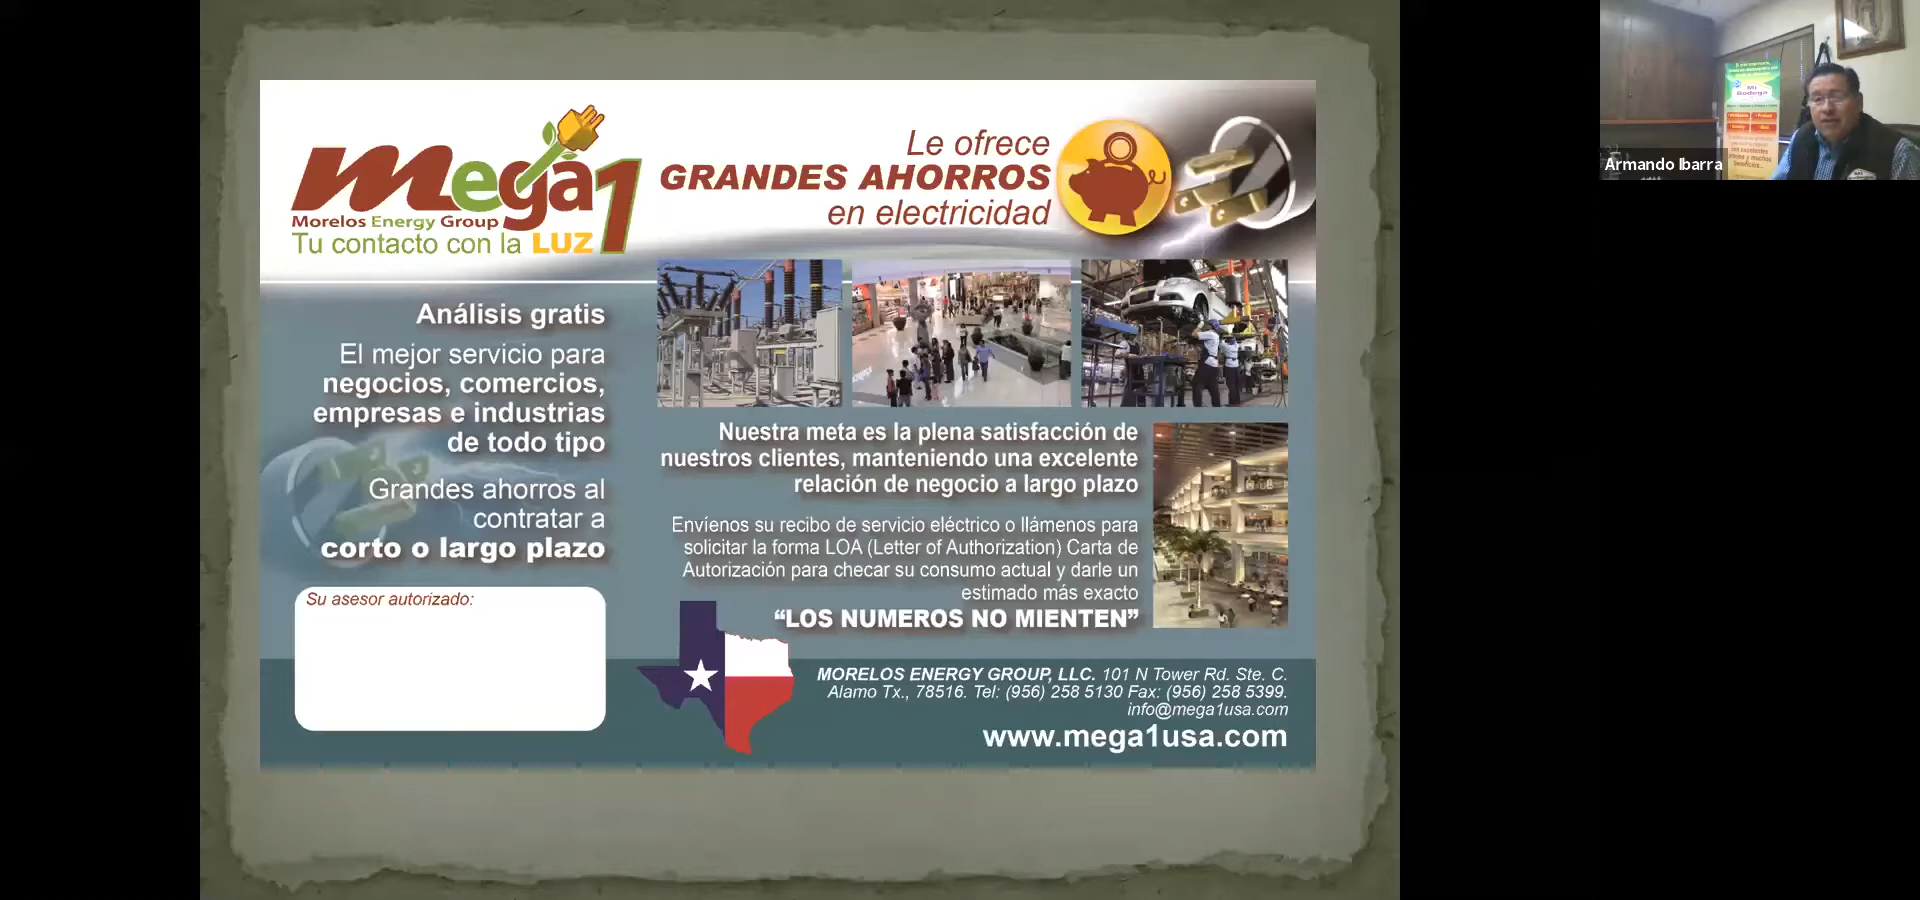 mega1
Morelos Energy Group
Tu contacto con la LUZ
Le ofrece
GRANDES AHORROS
en electricidad
Análisis gratis
El mejor servicio para
negocios, comercios,
empresas e industrias
de todo tipo
Grandes ahorros al
contratar a
corto o largo plazo
Su asesor autorizado:
Nuestra meta es la plena satisfacción de
nuestros clientes, manteniendo una excelente
relación de negocio a largo plazo
Envíenos su recibo de servicio eléctrico o llámenos para
solicitar la forma LOA (Letter of Authorization) Carta de
Autorización para checar su consumo actual y darle un
estimado más exacto
“LOS NUMEROS NO MIENTEN”
MORELOS ENERGY GROUP, LLC. 101 N Tower Rd. Ste. C.
Alamo Tx., 78516. Tel: (956) 258 5130 Fax: (956) 258 5399.
info@mega1usa.com
www.mega1usa.com
Mi
Bodega
Armando Ibarra